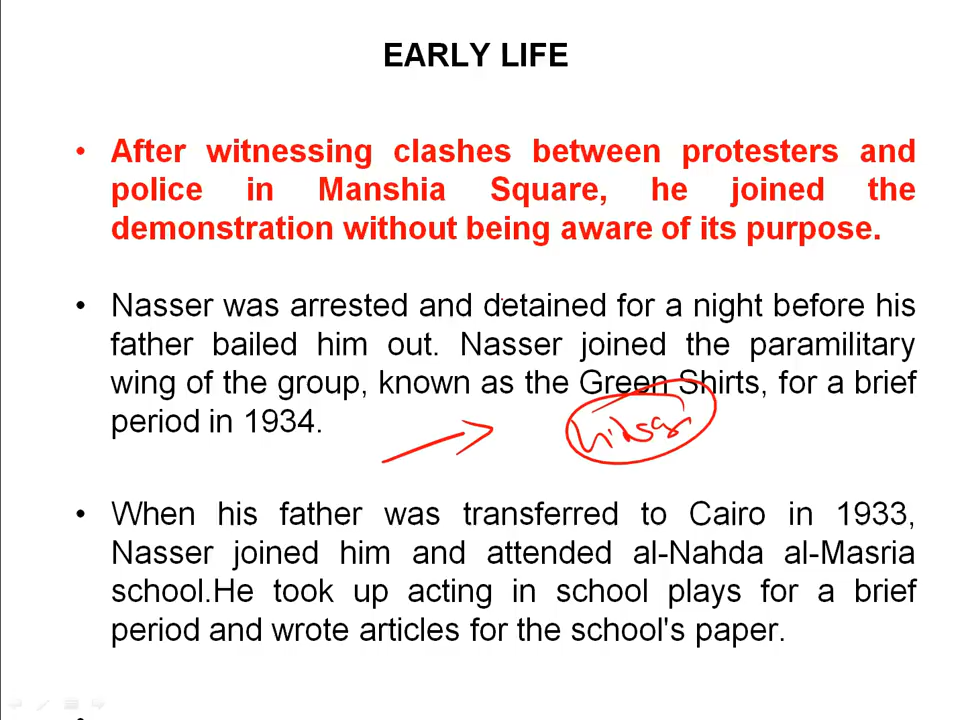 EARLY LIFE
• After witnessing clashes between protesters and
police in Manshia Square, he joined the
demonstration without being aware of its purpose.
• Nasser was arrested and detained for a night before his
father bailed him out. Nasser joined the paramilitary
wing of the group, known as the Green Shirts, for a brief
period in 1934.
• When his father was transferred to Cairo in 1933,
Nasser joined him and attended al-Nahda al-Masria
school.He took up acting in school plays for a brief
period and wrote articles for the school's paper.